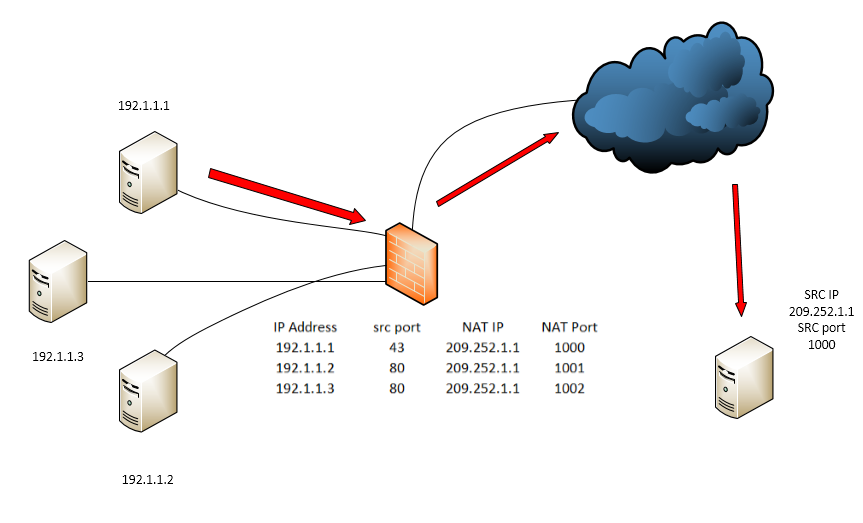 192.1.1.1
192.1.1.3
192.1.1.2
IP Address src port NAT IP NAT Port
192.1.1.1 43 209.252.1.1 1000
192.1.1.2 80 209.252.1.1 1001
192.1.1.3 80 209.252.1.1 1002
SRC IP
209.252.1.1
SRC port
1000